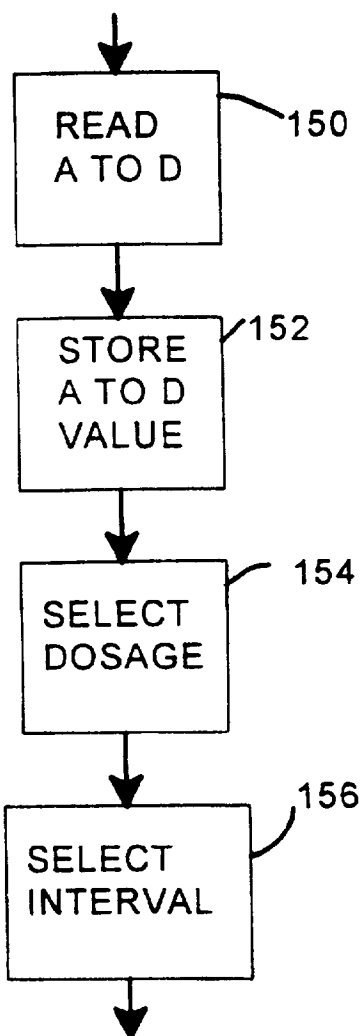 READ
A TO D
150
STORE
A TO D
VALUE
152
SELECT
DOSAGE
154
SELECT
INTERVAL
156